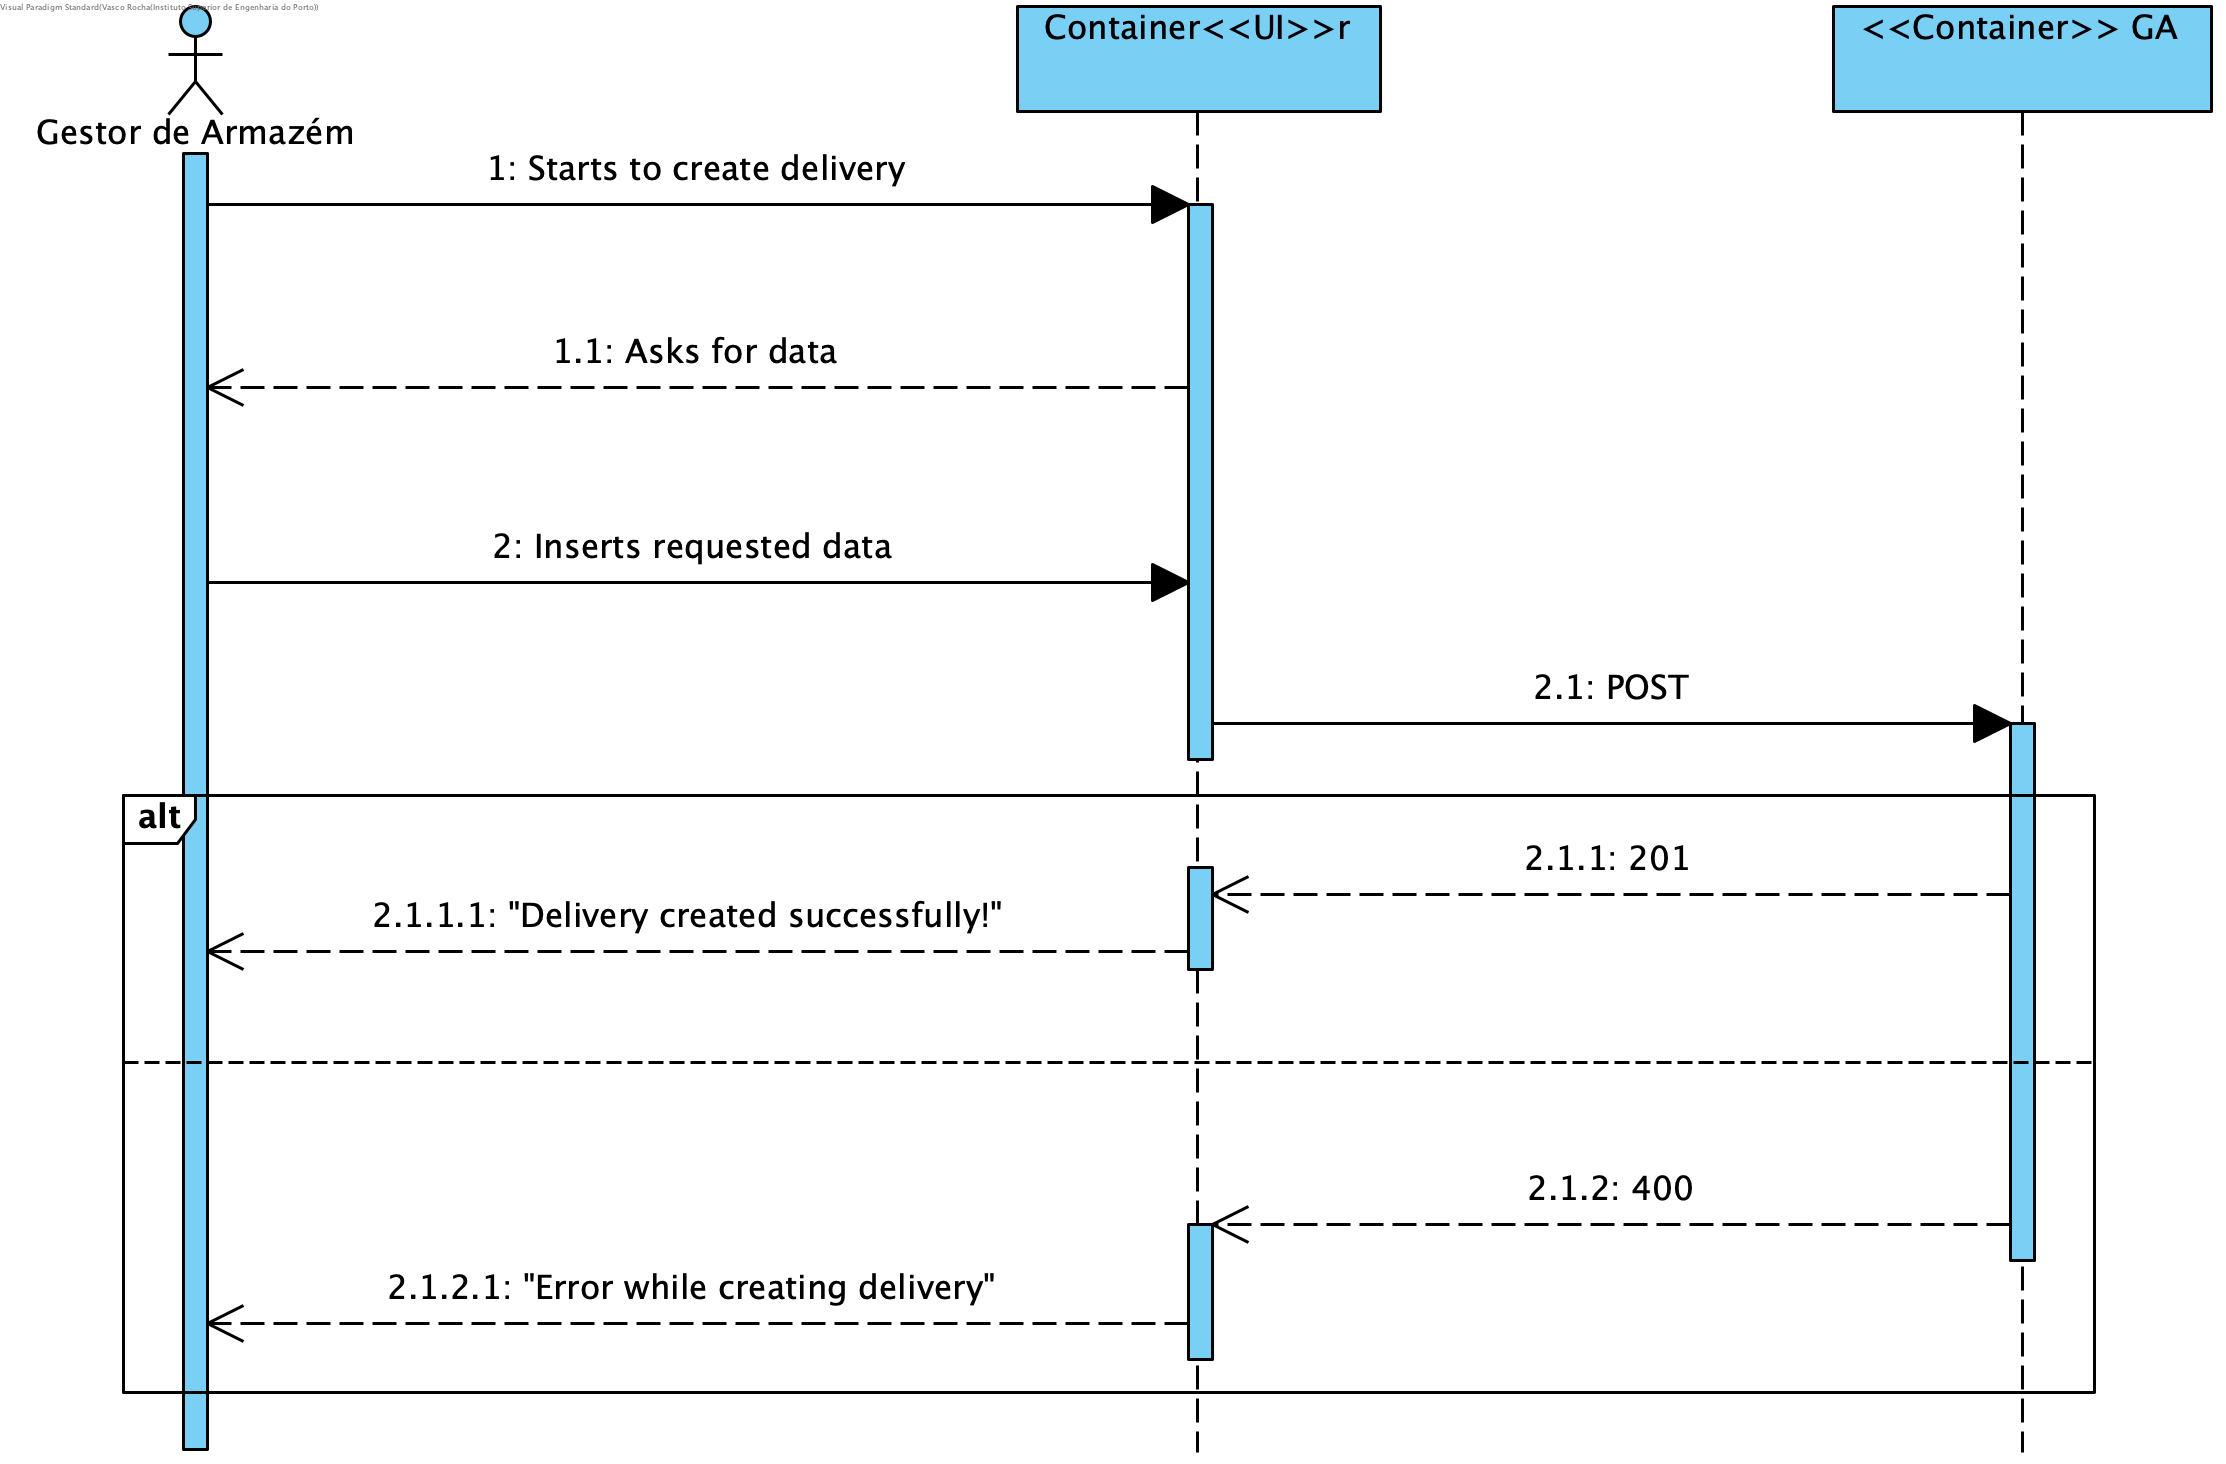 Visual Paradigm Standard(Vasco Rocha(Instituto Superior de Engenharia do Porto))
Container<<UI>>r
<<Container>> GA
Gestor de Armazém
1: Starts to create delivery
1.1: Asks for data
2: Inserts requested data
2.1: POST
alt
2.1.1: 201
2.1.1.1: "Delivery created successfully!"
2.1.2: 400
2.1.2.1: "Error while creating delivery"